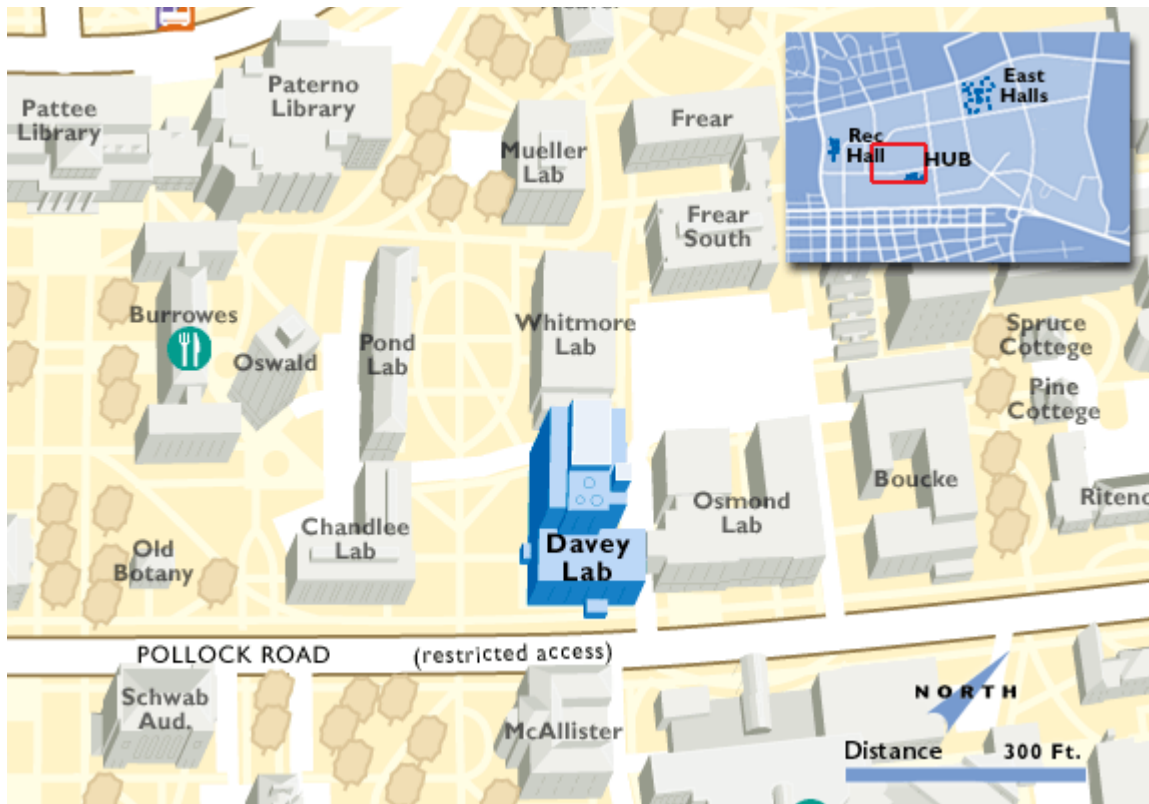 Paterno
Library
Pattee
Library
Mueller
Lab
Frear
East
Halls
Rec
Hall
HUB
Frear
South
Burrowes
Oswald
Pond
Lab
Whitmore
Lab
Spruce
Cottege
Pine
Cottege
Boucke
Osmond
Lab
Chandlee
Lab
Davey
Lab
Old
Botany
POLLOCK ROAD
(restricted access)
Schwab
Aud.
McAllister
NORTH
Distance
300 Ft.